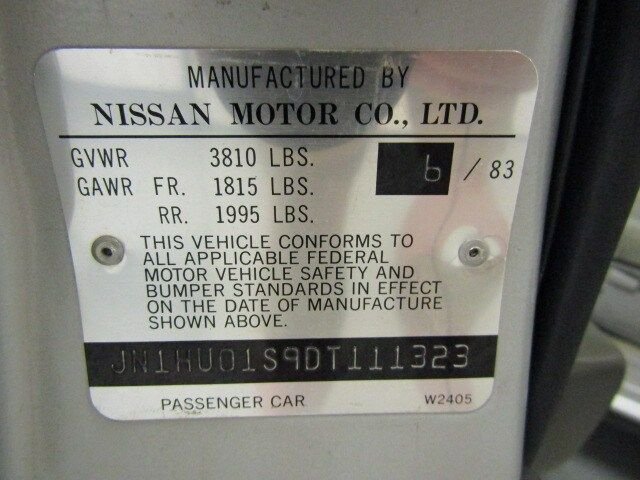 MANUFACTURED BY
NISSAN MOTOR CO., LTD.
GVWR 3810 LBS. 6 / 83
GAWR FR. 1815 LBS.
RR. 1995 LBS.
THIS VEHICLE CONFORMS TO
ALL APPLICABLE FEDERAL
MOTOR VEHICLE SAFETY AND
BUMPER STANDARDS IN EFFECT
ON THE DATE OF MANUFACTURE
SHOWN ABOVE.
JN1HU01S9DT111323
PASSENGER CAR W2405